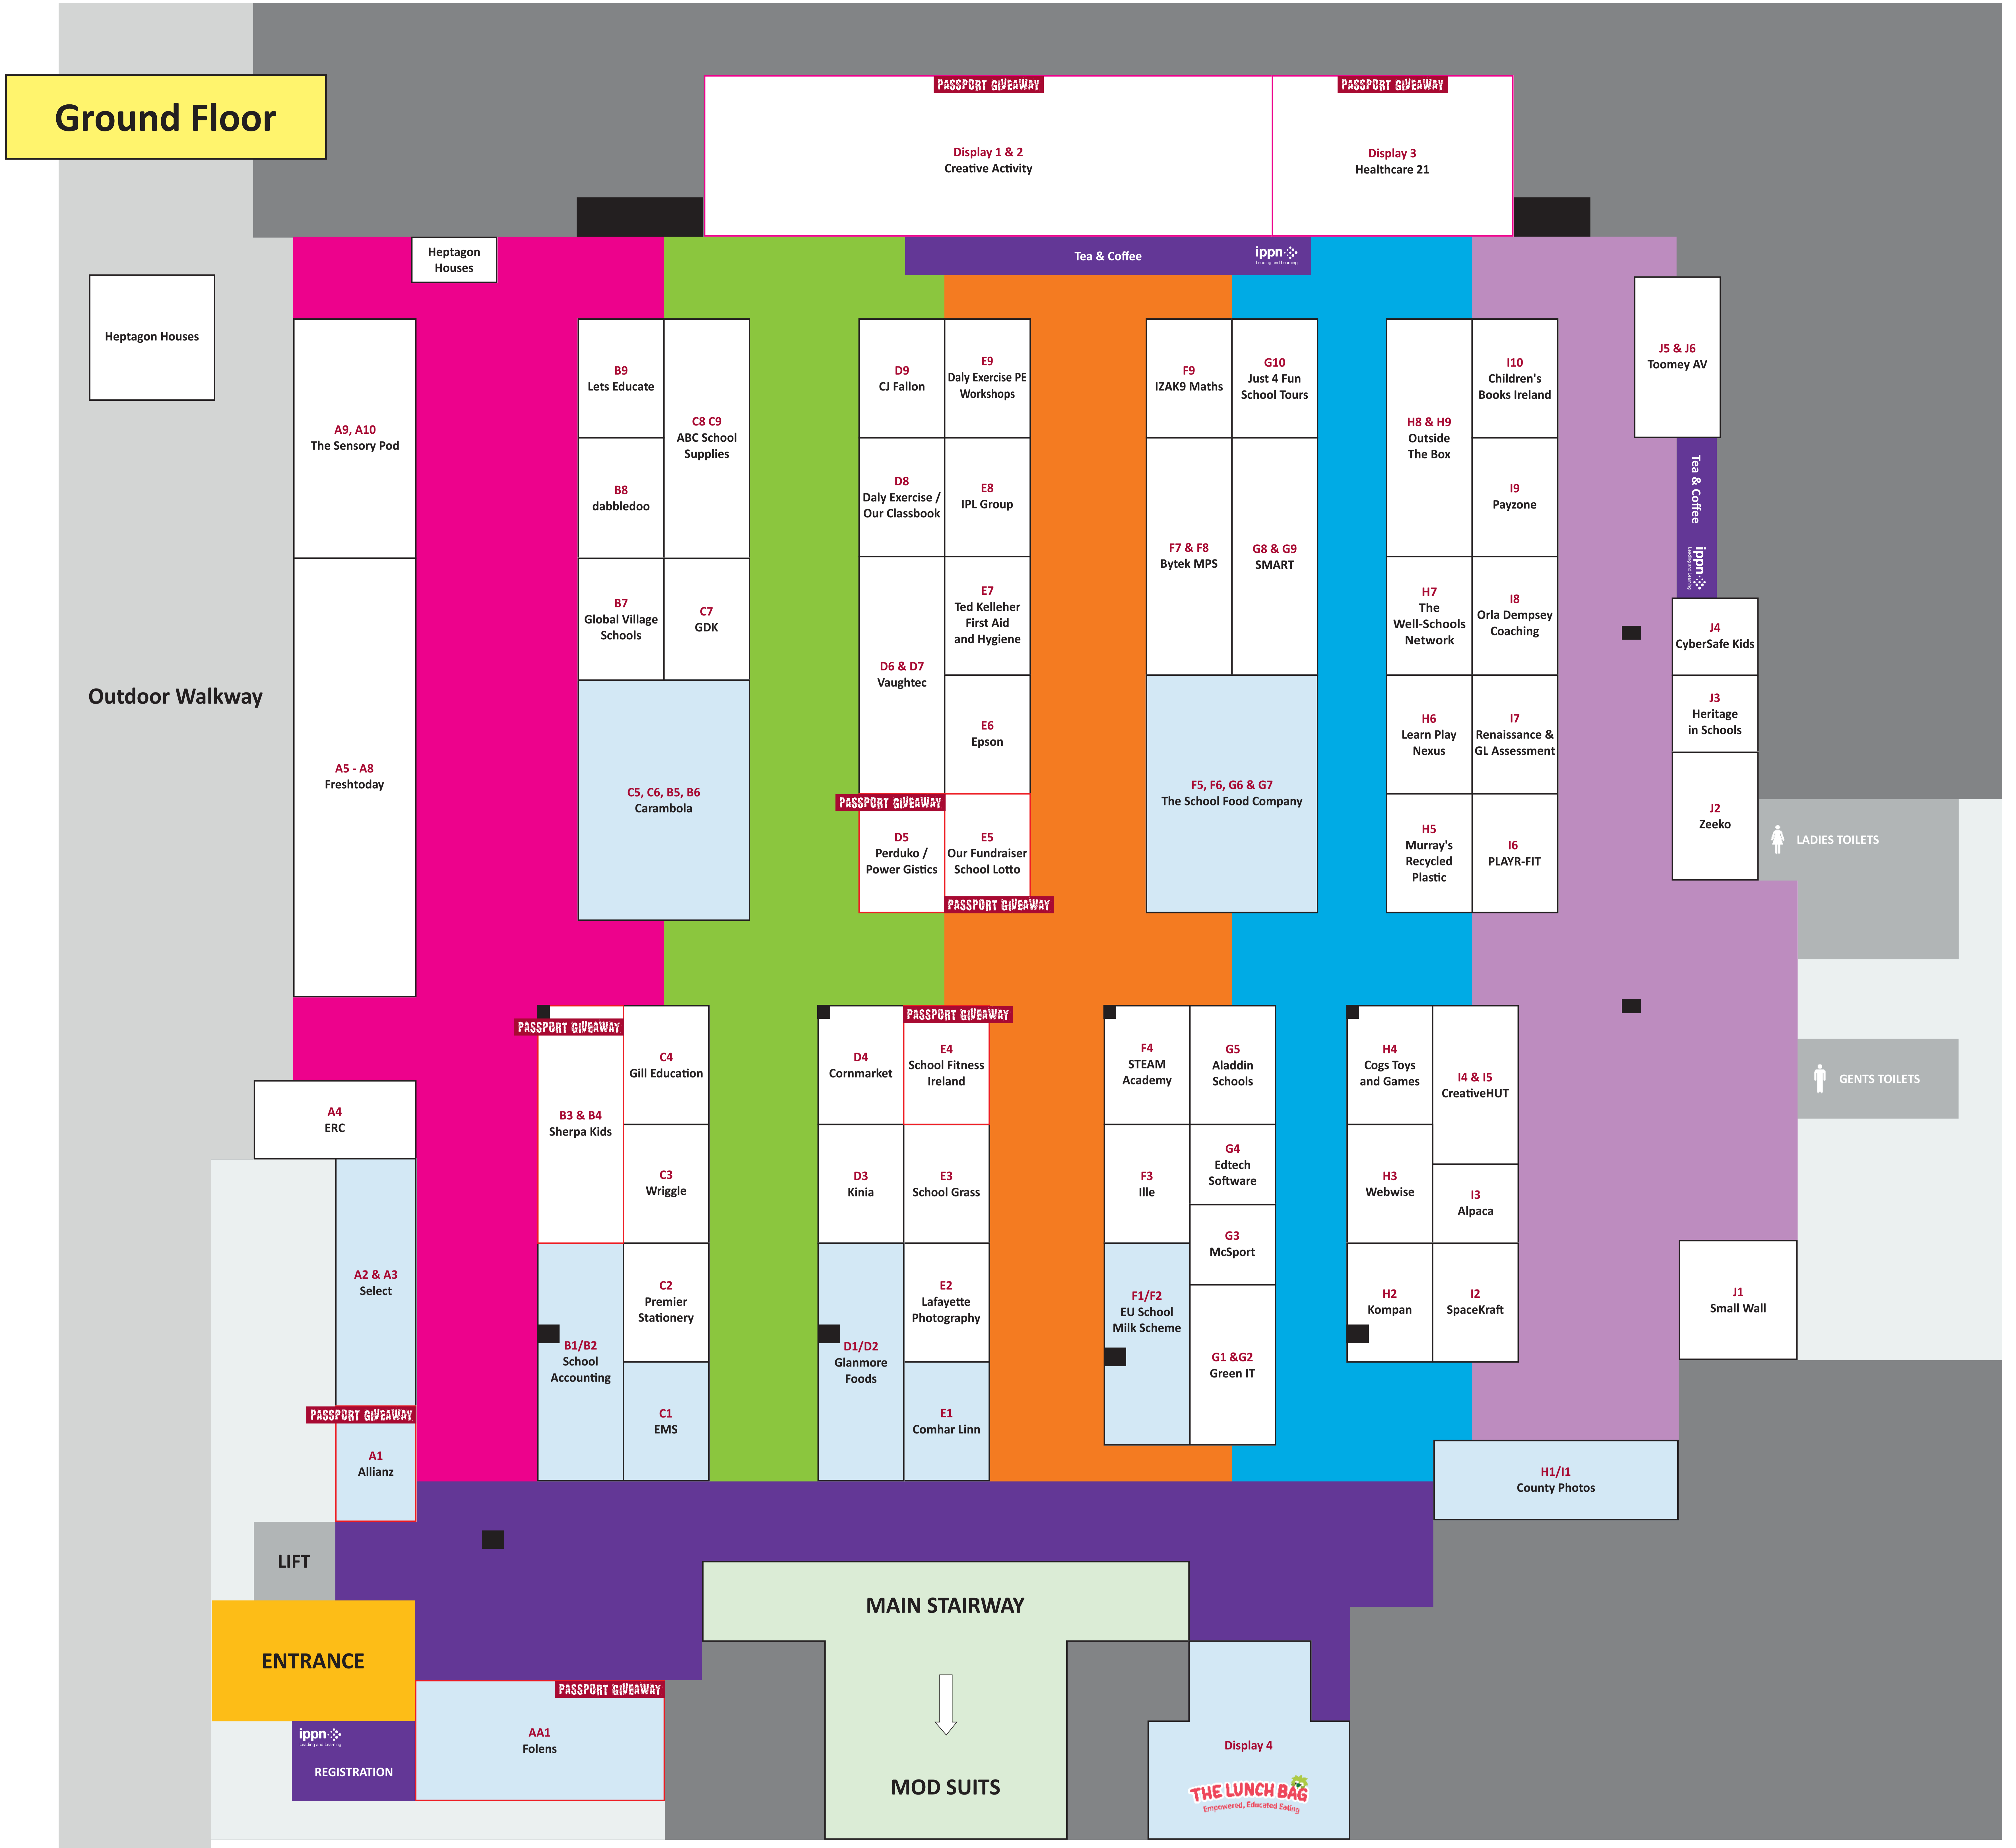 Ground Floor
PASSPORT GIVEAWAY
Display 1 & 2
Creative Activity
PASSPORT GIVEAWAY
Display 3
Healthcare 21
Heptagon
Houses
Tea & Coffee
ippn
Leading and Learning
Heptagon Houses
Outdoor Walkway
A9, A10
The Sensory Pod
A5 - A8
Freshtoday
B9
Lets Educate
C8 C9
ABC School
Supplies
B8
dabbledoo
B7
Global Village
Schools
C7
GDK
C5, C6, B5, B6
Carambola
D9
CJ Fallon
E9
Daly Exercise PE
Workshops
D8
Daly Exercise /
Our Classbook
E8
IPL Group
D6 & D7
Vaughtec
E7
Ted Kelleher
First Aid
and Hygiene
E6
Epson
PASSPORT GIVEAWAY
D5
Perduko /
Power Gistics
E5
Our Fundraiser
School Lotto
PASSPORT GIVEAWAY
F9
IZAK9 Maths
G10
Just 4 Fun
School Tours
F7 & F8
Bytek MPS
G8 & G9
SMART
F5, F6, G6 & G7
The School Food Company
H8 & H9
Outside
The Box
I10
Children's
Books Ireland
I9
Payzone
H7
The
Well-Schools
Network
I8
Orla Dempsey
Coaching
H6
Learn Play
Nexus
I7
Renaissance &
GL Assessment
H5
Murray's
Recycled
Plastic
I6
PLAYR-FIT
J5 & J6
Toomey AV
Tea & Coffee
ippn
Leading and Learning
J4
CyberSafe Kids
J3
Heritage
in Schools
J2
Zeeko
LADIES TOILETS
GENTS TOILETS
A4
ERC
A2 & A3
Select
PASSPORT GIVEAWAY
A1
Allianz
PASSPORT GIVEAWAY
B3 & B4
Sherpa Kids
C4
Gill Education
C3
Wriggle
B1/B2
School
Accounting
C2
Premier
Stationery
C1
EMS
D4
Cornmarket
PASSPORT GIVEAWAY
E4
School Fitness
Ireland
D3
Kinia
E3
School Grass
D1/D2
Glanmore
Foods
E2
Lafayette
Photography
E1
Comhar Linn
F4
STEAM
Academy
G5
Aladdin
Schools
F3
Ille
G4
Edtech
Software
G3
McSport
F1/F2
EU School
Milk Scheme
G1 &G2
Green IT
H4
Cogs Toys
and Games
I4 & I5
CreativeHUT
H3
Webwise
I3
Alpaca
H2
Kompan
I2
SpaceKraft
J1
Small Wall
H1/I1
County Photos
LIFT
ENTRANCE
ippn
Leading and Learning
REGISTRATION
PASSPORT GIVEAWAY
AA1
Folens
MAIN STAIRWAY
MOD SUITS
Display 4
THE LUNCH BAG
Empowered, Educated Eating